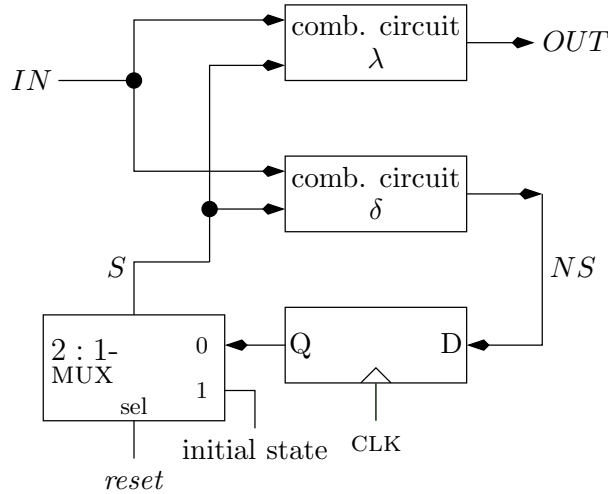 comb. circuit
λ
OUT
IN
comb. circuit
δ
S
NS
2 : 1-
MUX
0
1
sel
Q
D
CLK
initial state
reset